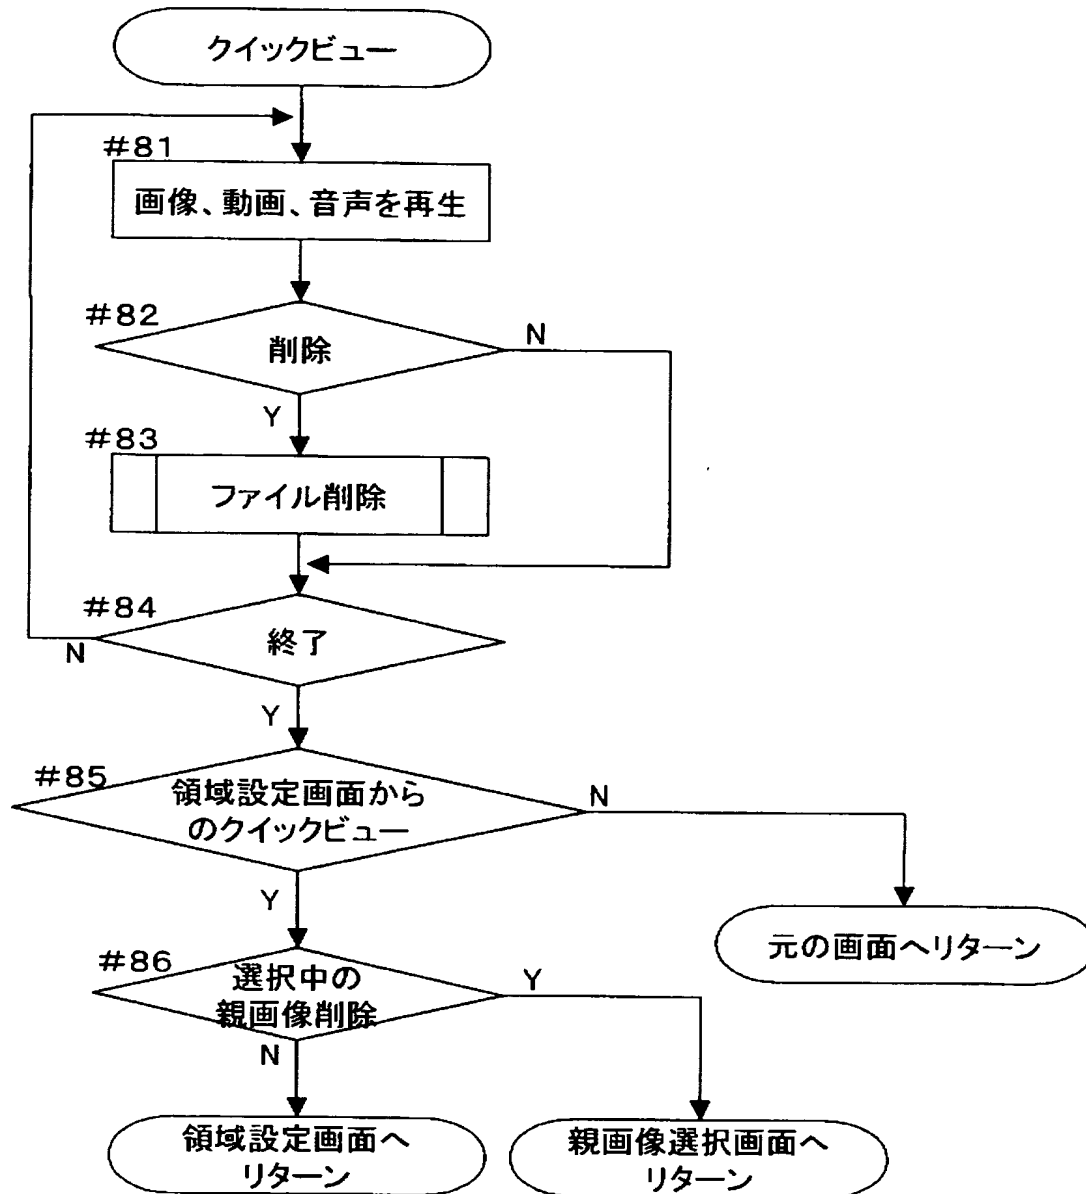 クイックビュー
#81
画像、動画、音声を再生
#82
削除
N
Y
#83
ファイル削除
#84
終了
N
Y
#85
領域設定画面から
のクイックビュー
N
Y
元の画面へリターン
#86
選択中の
親画像削除
Y
N
領域設定画面へ
リターン
親画像選択画面へ
リターン